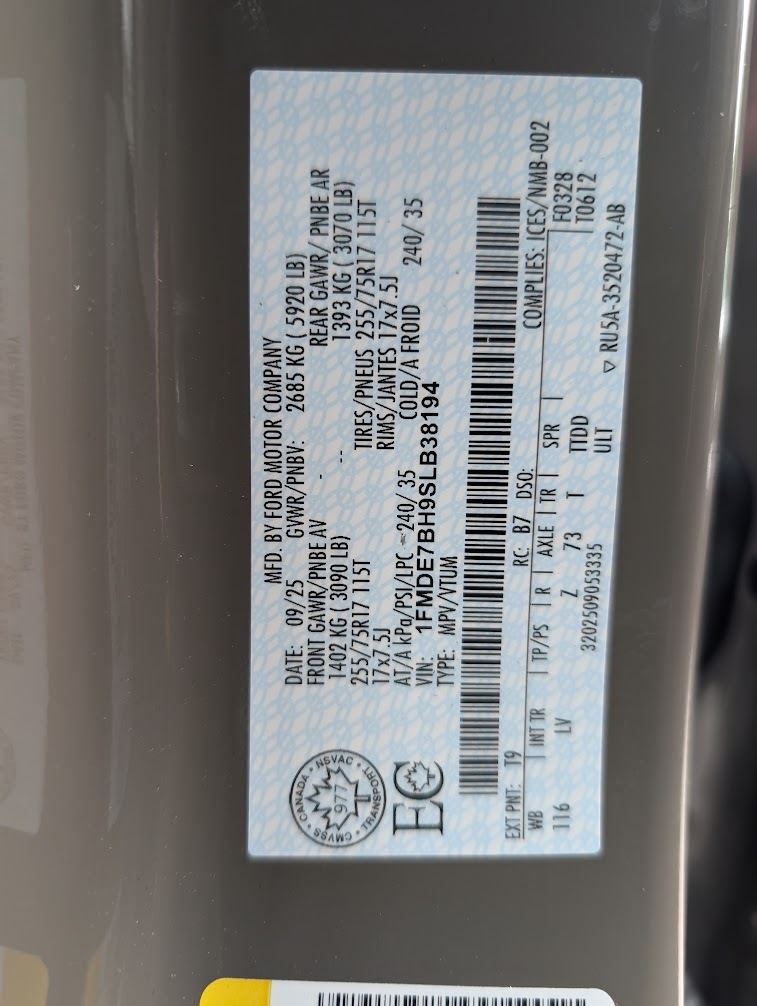 MFD. BY FORD MOTOR COMPANY
DATE: 09/25 GVWR/PNBV: 2685 KG ( 5920 LB)
FRONT GAWR/PNBE AV REAR GAWR/ PNBE AR
1402 KG ( 3090 LB) - -- 1393 KG ( 3070 LB)
255/75R17 115T TIRES/PNEUS 255/75R17 115T
17x7.5J RIMS/JANTES 17x7.5J
AT/A kPa/PSI/LPC 240/ 35 COLD/A FROID 240/ 35
VIN: 1FMDE7BH9SLB38194
TYPE: MPV/VTUM
CANADA • NSVAC • TRANSPORT • CMVSS •
977
EC
EXT PNT: T9 RC: B7 DSO: COMPLIES: ICES/NMB-002
WB INT TR TP/PS R AXLE TR SPR F0328
116 LV Z 73 T TTDD T0612
3202509053335 ULT ▽ RU5A-3520472-AB